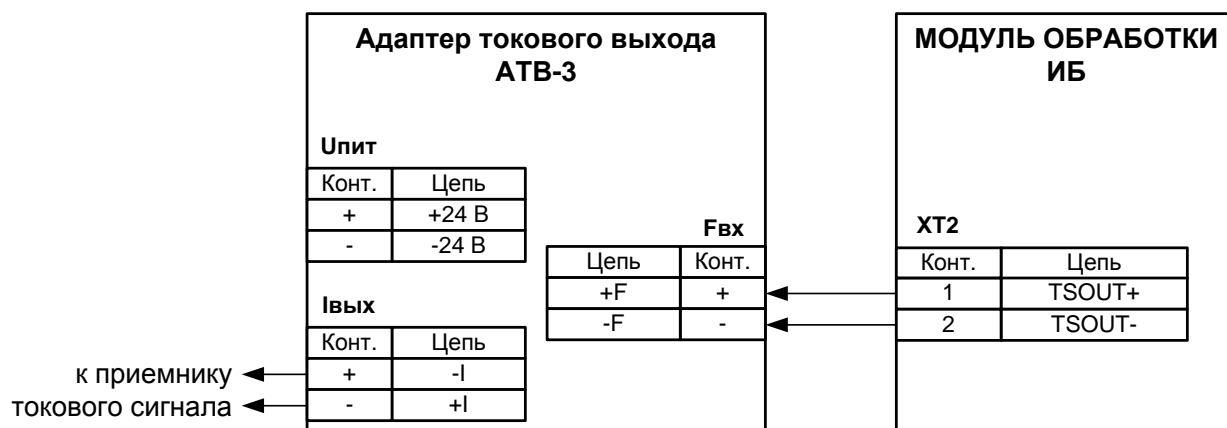 Адаптер токового выхода
АТВ-3
МОДУЛЬ ОБРАБОТКИ
ИБ
Uпит
Конт. Цепь
+ +24 В
- -24 В
Fвх
Цепь Конт.
+F +
-F -
XT2
Конт. Цепь
1 TSOUT+
2 TSOUT-
Iвых
Конт. Цепь
+ -I
- +I
к приемнику
токового сигнала